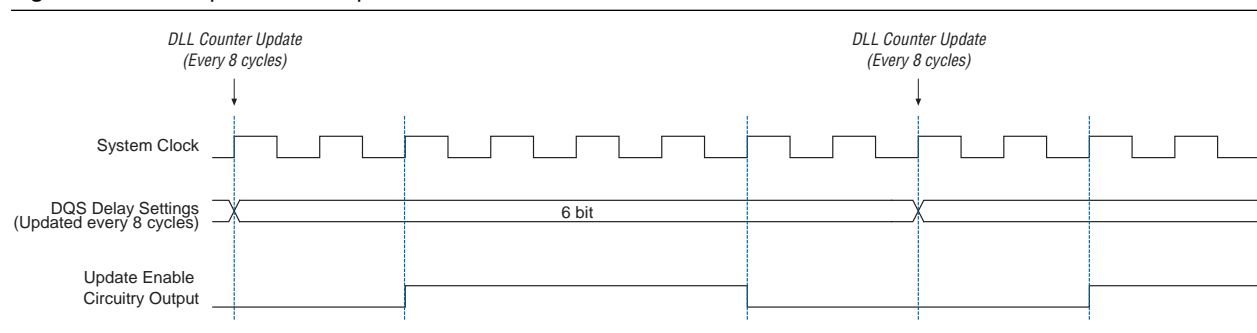 DLL Counter Update
(Every 8 cycles)
DLL Counter Update
(Every 8 cycles)
System Clock
DQS Delay Settings
(Updated every 8 cycles)
6 bit
Update Enable
Circuitry Output